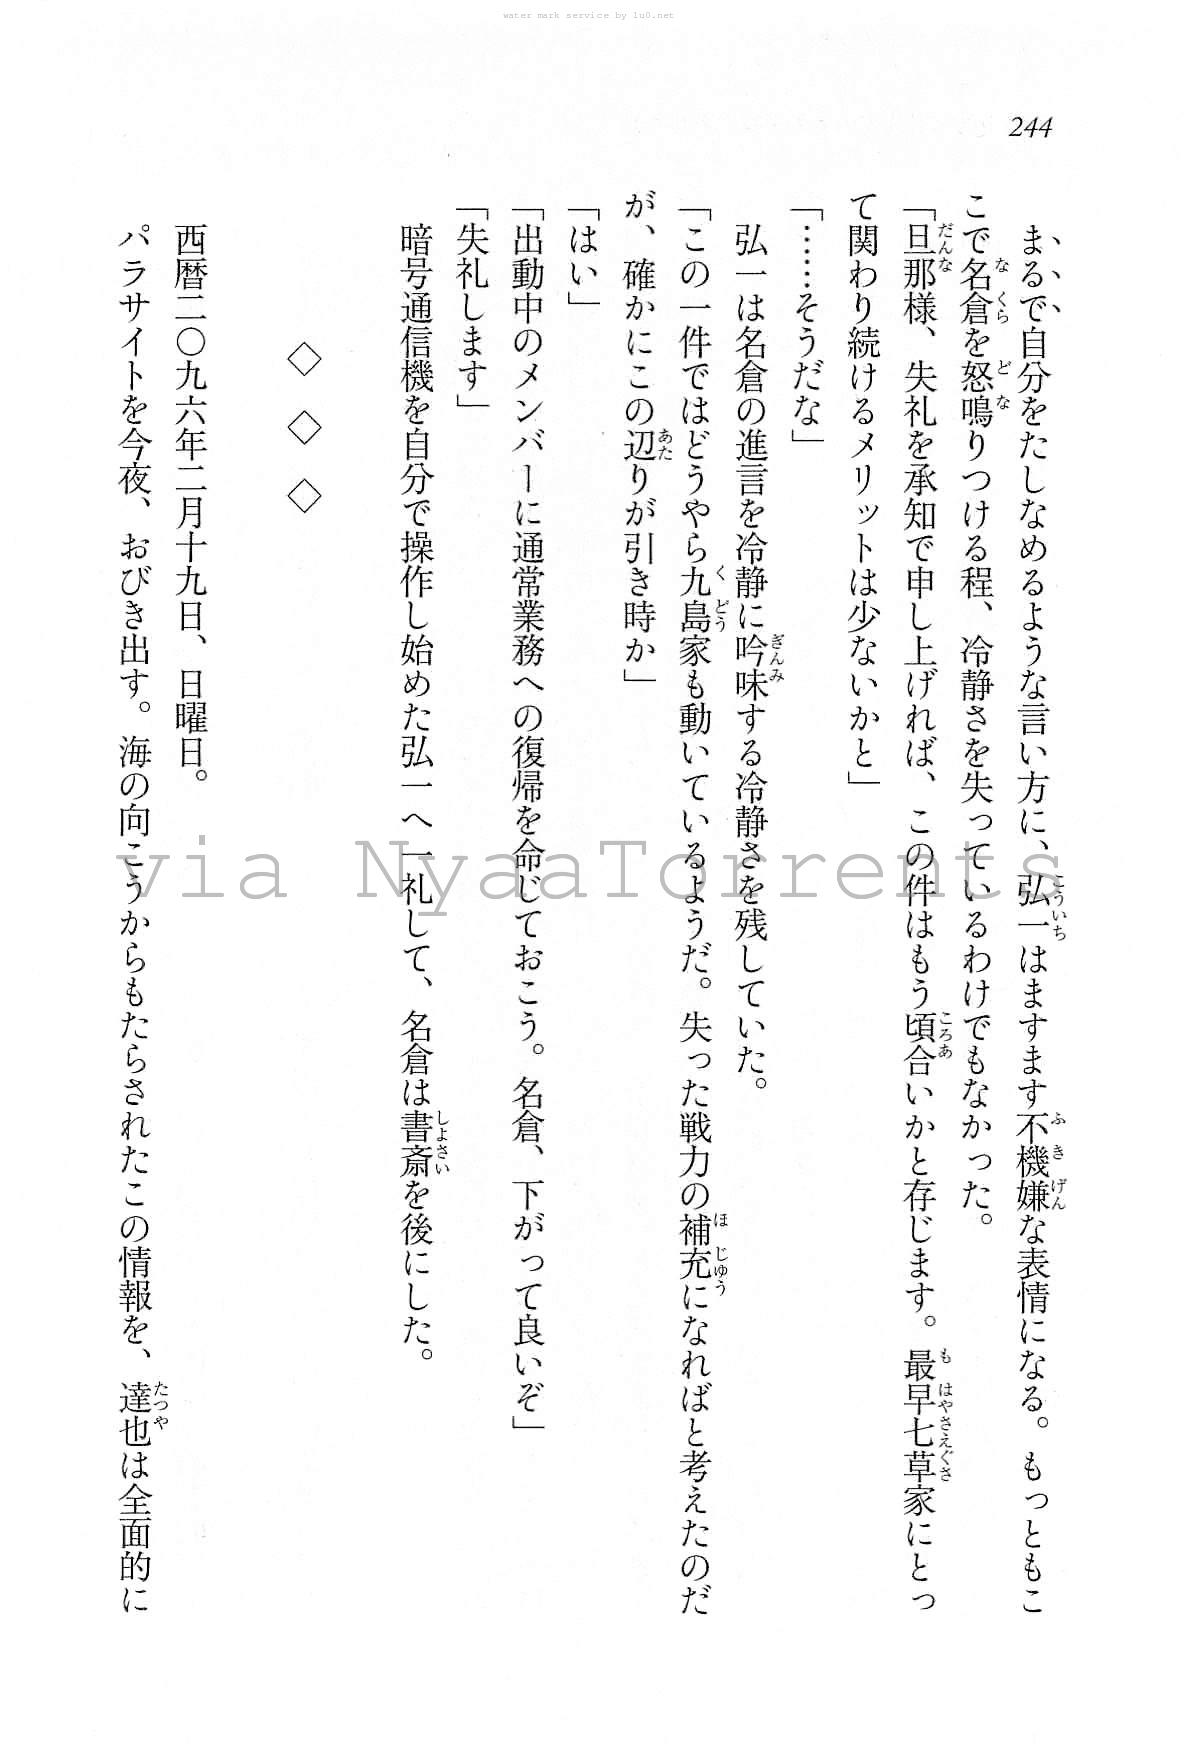 water mark service by lu0.net
244
まるで自分をたしなめるような言い方に、弘一はますます不機嫌な表情になる。もっともこ
こで名倉を怒鳴りつける程、冷静さを失っているわけでもなかった。
「旦那様、失礼を承知で申し上げれば、この件はもう頃合いかと存じます。最早七草家にとっ
て関わり続けるメリットは少ないかと」
「……そうだな」
弘一は名倉の進言を冷静に吟味する冷静さを残していた。
「この一件ではどうやら九島家も動いているようだ。失った戦力の補充になればと考えたのだ
が、確かにこの辺りが引き時か」
「はい」
「出動中のメンバーに通常業務への復帰を命じておこう。名倉、下がって良いぞ」
「失礼します」
暗号通信機を自分で操作し始めた弘一へ一礼して、名倉は書斎を後にした。
◇ ◇ ◇
西暦二〇九六年二月十九日、日曜日。
パラサイトを今夜、おびき出す。海の向こうからもたらされたこの情報を、達也は全面的に
via NyaaTorrents